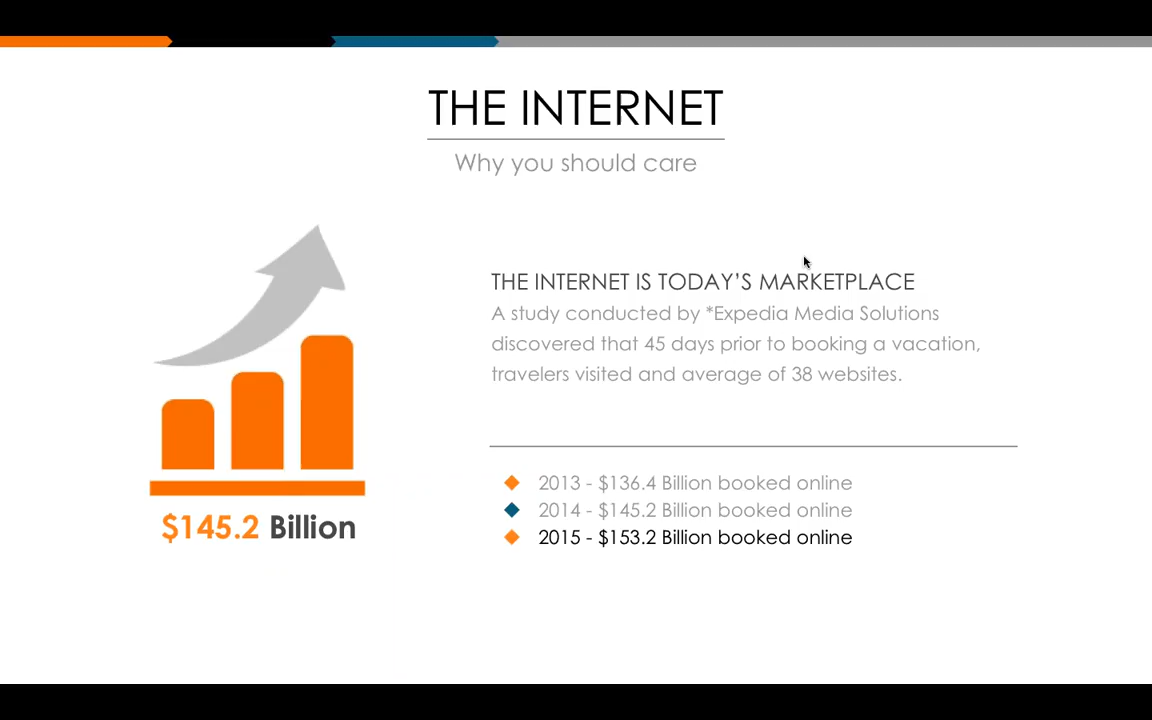 THE INTERNET
Why you should care
THE INTERNET IS TODAY’S MARKETPLACE
A study conducted by *Expedia Media Solutions
discovered that 45 days prior to booking a vacation,
travelers visited and average of 38 websites.
2013 - $136.4 Billion booked online
2014 - $145.2 Billion booked online
2015 - $153.2 Billion booked online
$145.2 Billion